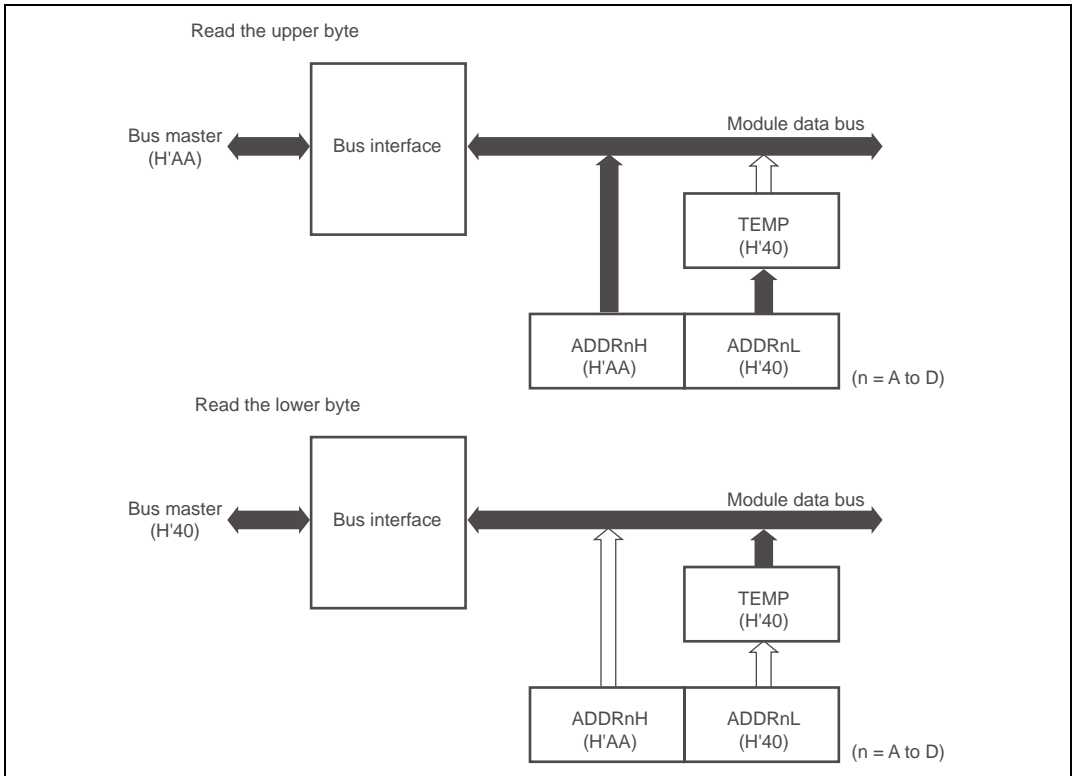 Read the upper byte
Bus master
(H'AA)
Bus interface
Module data bus
TEMP
(H'40)
ADDRnH
(H'AA)
ADDRnL
(H'40)
(n = A to D)
Read the lower byte
Bus master
(H'40)
Bus interface
Module data bus
TEMP
(H'40)
ADDRnH
(H'AA)
ADDRnL
(H'40)
(n = A to D)